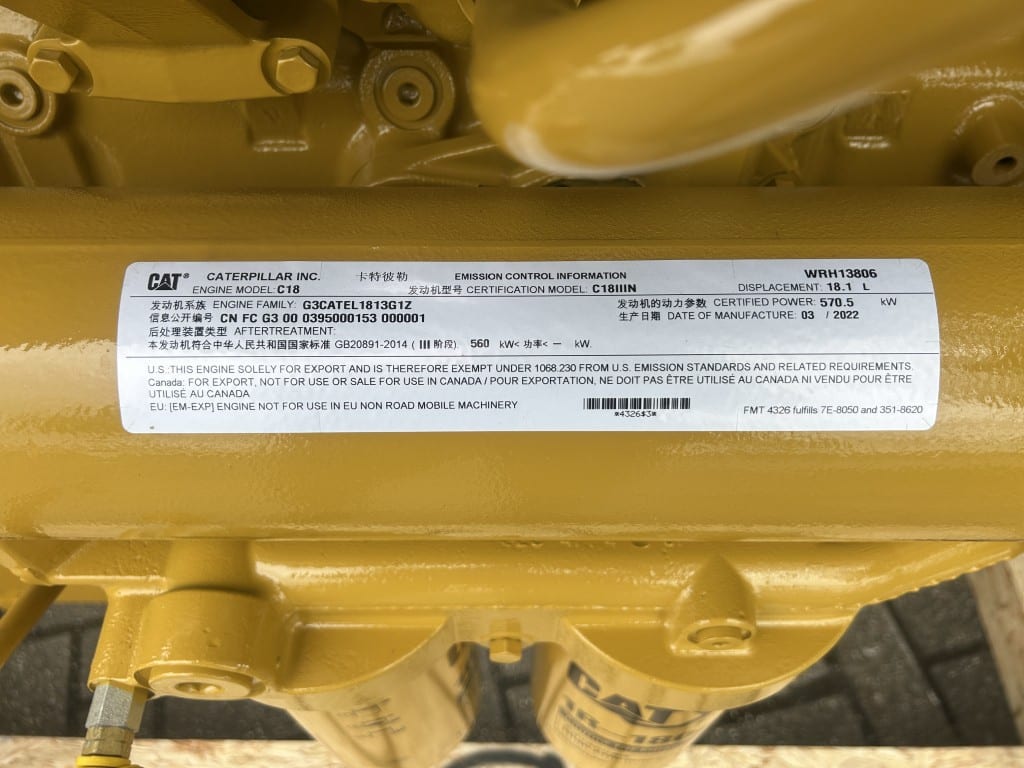 CAT® CATERPILLAR INC. 卡特彼勒 EMISSION CONTROL INFORMATION WRH13806
ENGINE MODEL: C18 发动机型号 CERTIFICATION MODEL: C18IIIN DISPLACEMENT: 18.1 L
发动机系族 ENGINE FAMILY: G3CATEL1813G1Z 发动机的动力参数 CERTIFIED POWER: 570.5 kW
信息公开编号 CN FC G3 00 0395000153 000001 生产日期 DATE OF MANUFACTURE: 03 / 2022
后处理装置类型 AFTERTREATMENT:
本发动机符合中华人民共和国国家标准 GB20891-2014 ( III 阶段) 560 kW< 功率< — kW.
U.S.:THIS ENGINE SOLELY FOR EXPORT AND IS THEREFORE EXEMPT UNDER 1068.230 FROM U.S. EMISSION STANDARDS AND RELATED REQUIREMENTS.
Canada: FOR EXPORT, NOT FOR USE OR SALE FOR USE IN CANADA / POUR EXPORTATION, NE DOIT PAS ÊTRE UTILISÉ AU CANADA NI VENDU POUR ÊTRE
UTILISÉ AU CANADA
EU: [EM-EXP] ENGINE NOT FOR USE IN EU NON ROAD MOBILE MACHINERY
*4326$3*
FMT 4326 fulfills 7E-8050 and 351-8620
CAT
1R